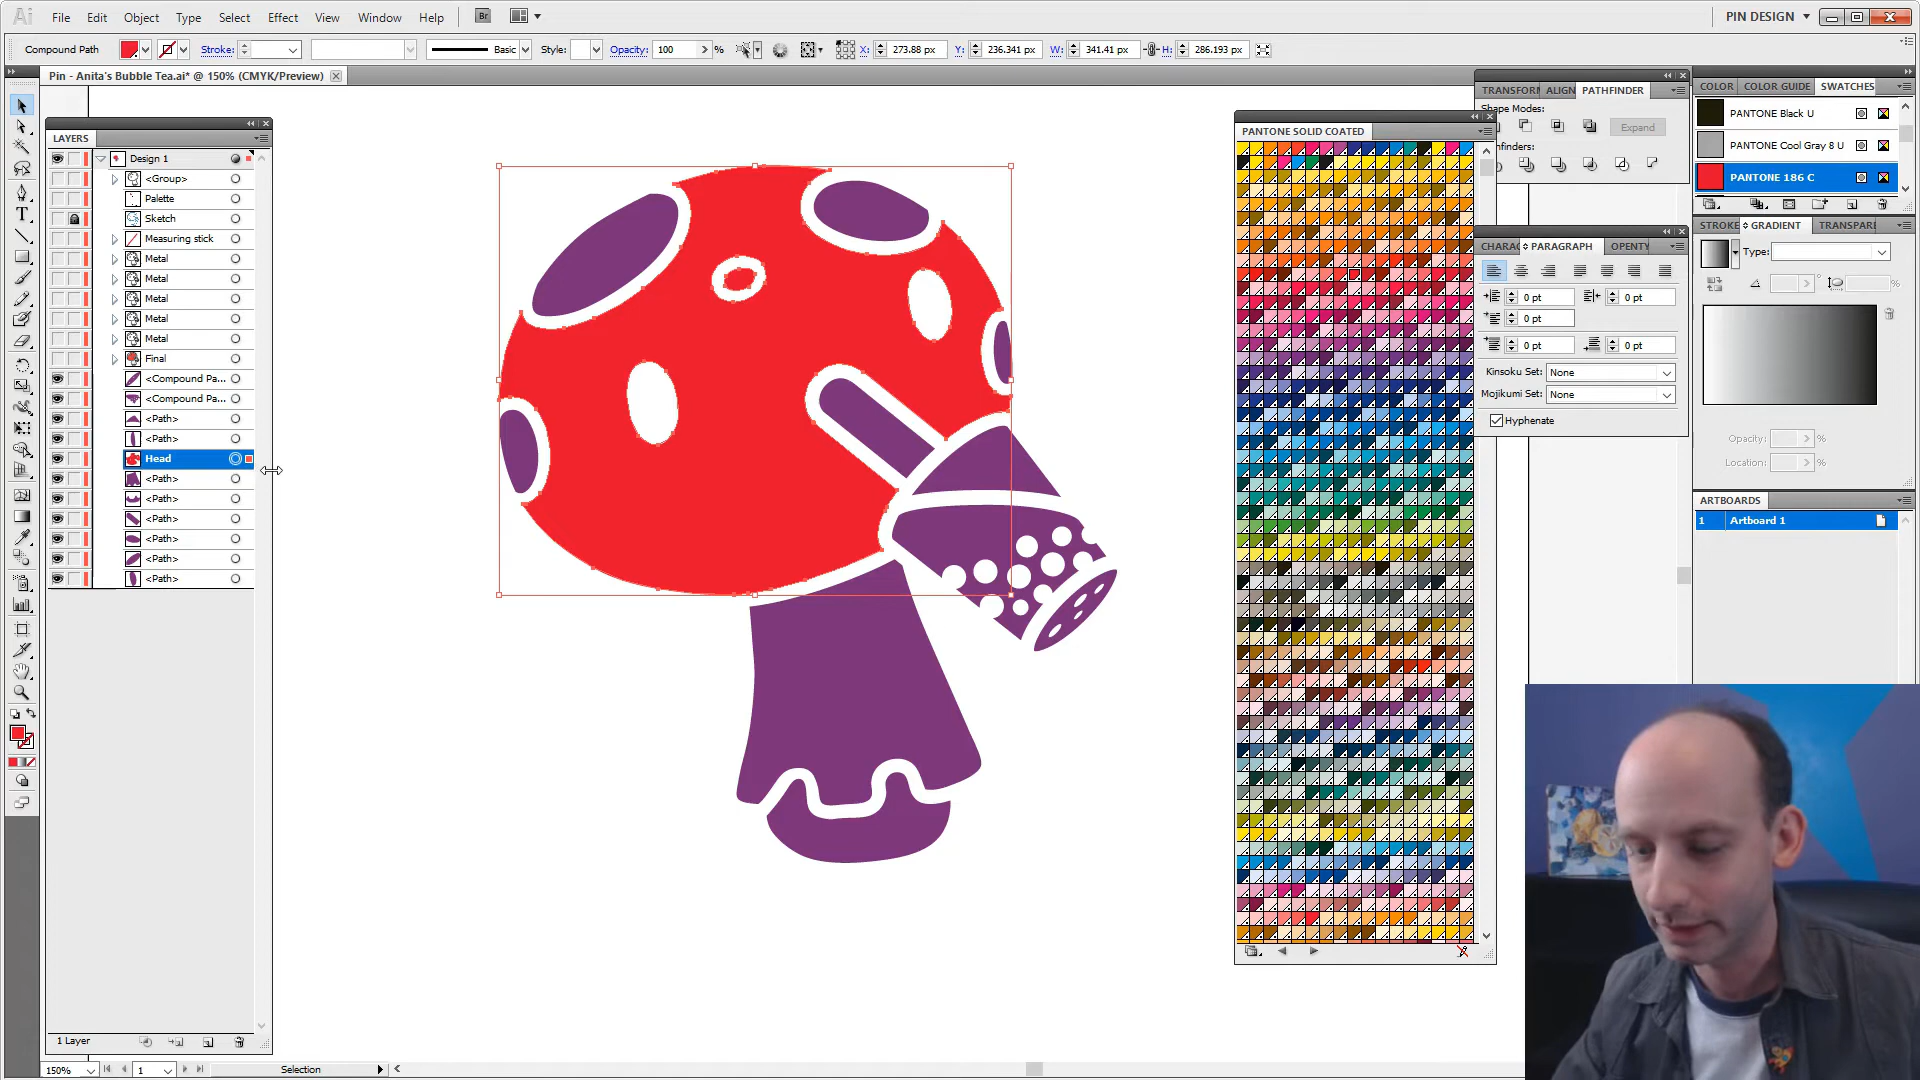 Ai File Edit Object Type Select Effect View Window Help Br PIN DESIGN
Compound Path Stroke: Basic Style: Opacity: 100 % X: 273.88 px Y: 236.341 px W: 341.41 px H: 286.193 px
Pin - Anita's Bubble Tea.ai* @ 150% (CMYK/Preview)
LAYERS
Design 1
<Group>
Palette
Sketch
Measuring stick
Metal
Metal
Metal
Metal
Metal
Final
<Compound Pa...
<Compound Pa...
<Path>
<Path>
Head
<Path>
<Path>
<Path>
<Path>
<Path>
<Path>
1 Layer
150% 1 Selection
PANTONE SOLID COATED
TRANSFORM ALIGN PATHFINDER
Shape Modes:
Expand
COLOR COLOR GUIDE SWATCHES
PANTONE Black U
PANTONE Cool Gray 8 U
PANTONE 186 C
STROKE GRADIENT TRANSPARI
Type:
%
Opacity: %
Location: %
PARAGRAPH
0 pt 0 pt
0 pt
0 pt 0 pt
Kinsoku Set: None
Mojikumi Set: None
Hyphenate
ARTBOARDS
1 Artboard 1